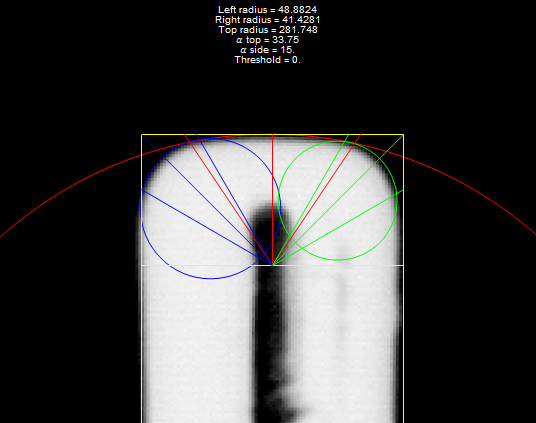 Left radius = 48.8824
Right radius = 41.4281
Top radius = 281.748
α top = 33.75
α side = 15.
Threshold = 0.